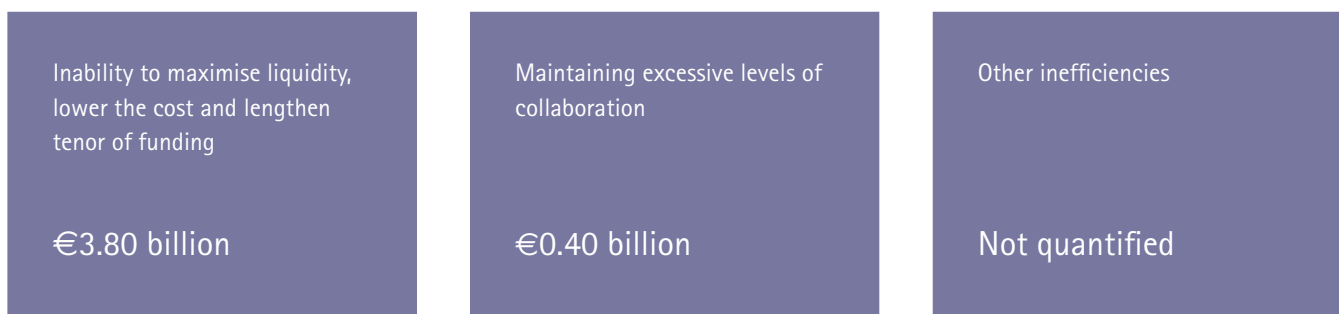 Inability to maximise liquidity,
lower the cost and lengthen
tenor of funding
€3.80 billion
Maintaining excessive levels of
collaboration
€0.40 billion
Other inefficiencies
Not quantified